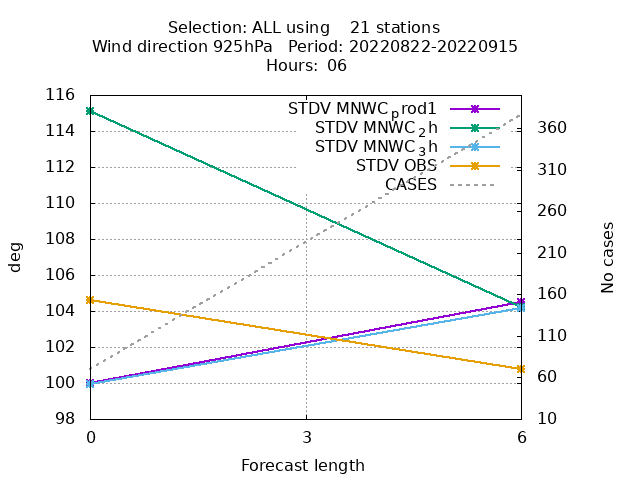 Selection: ALL using 21 stations
Wind direction 925hPa Period: 20220822-20220915
Hours: 06
116
114
112
110
108
106
104
102
100
98
deg
STDV MNWC_prod1
STDV MNWC_2h
STDV MNWC_3h
STDV OBS
CASES
360
310
260
210
160
110
60
10
No cases
0 3 6
Forecast length